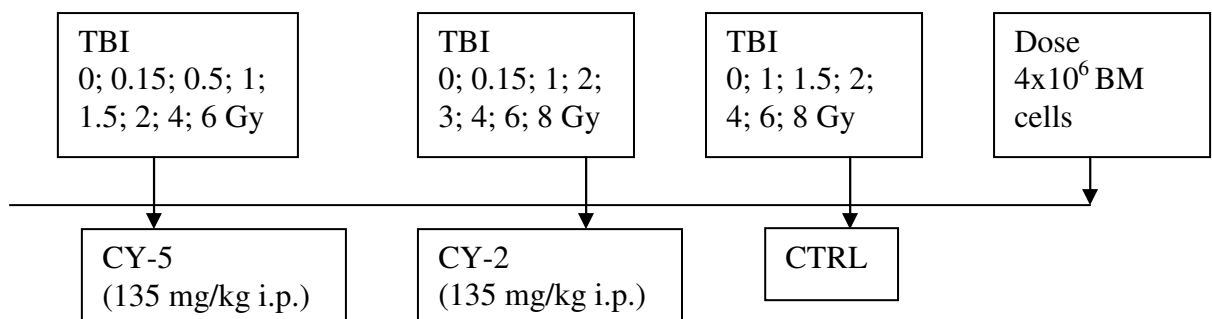 TBI
0; 0.15; 0.5; 1;
1.5; 2; 4; 6 Gy
TBI
0; 0.15; 1; 2;
3; 4; 6; 8 Gy
TBI
0; 1; 1.5; 2;
4; 6; 8 Gy
Dose
4x10⁶ BM
cells
CY-5
(135 mg/kg i.p.)
CY-2
(135 mg/kg i.p.)
CTRL